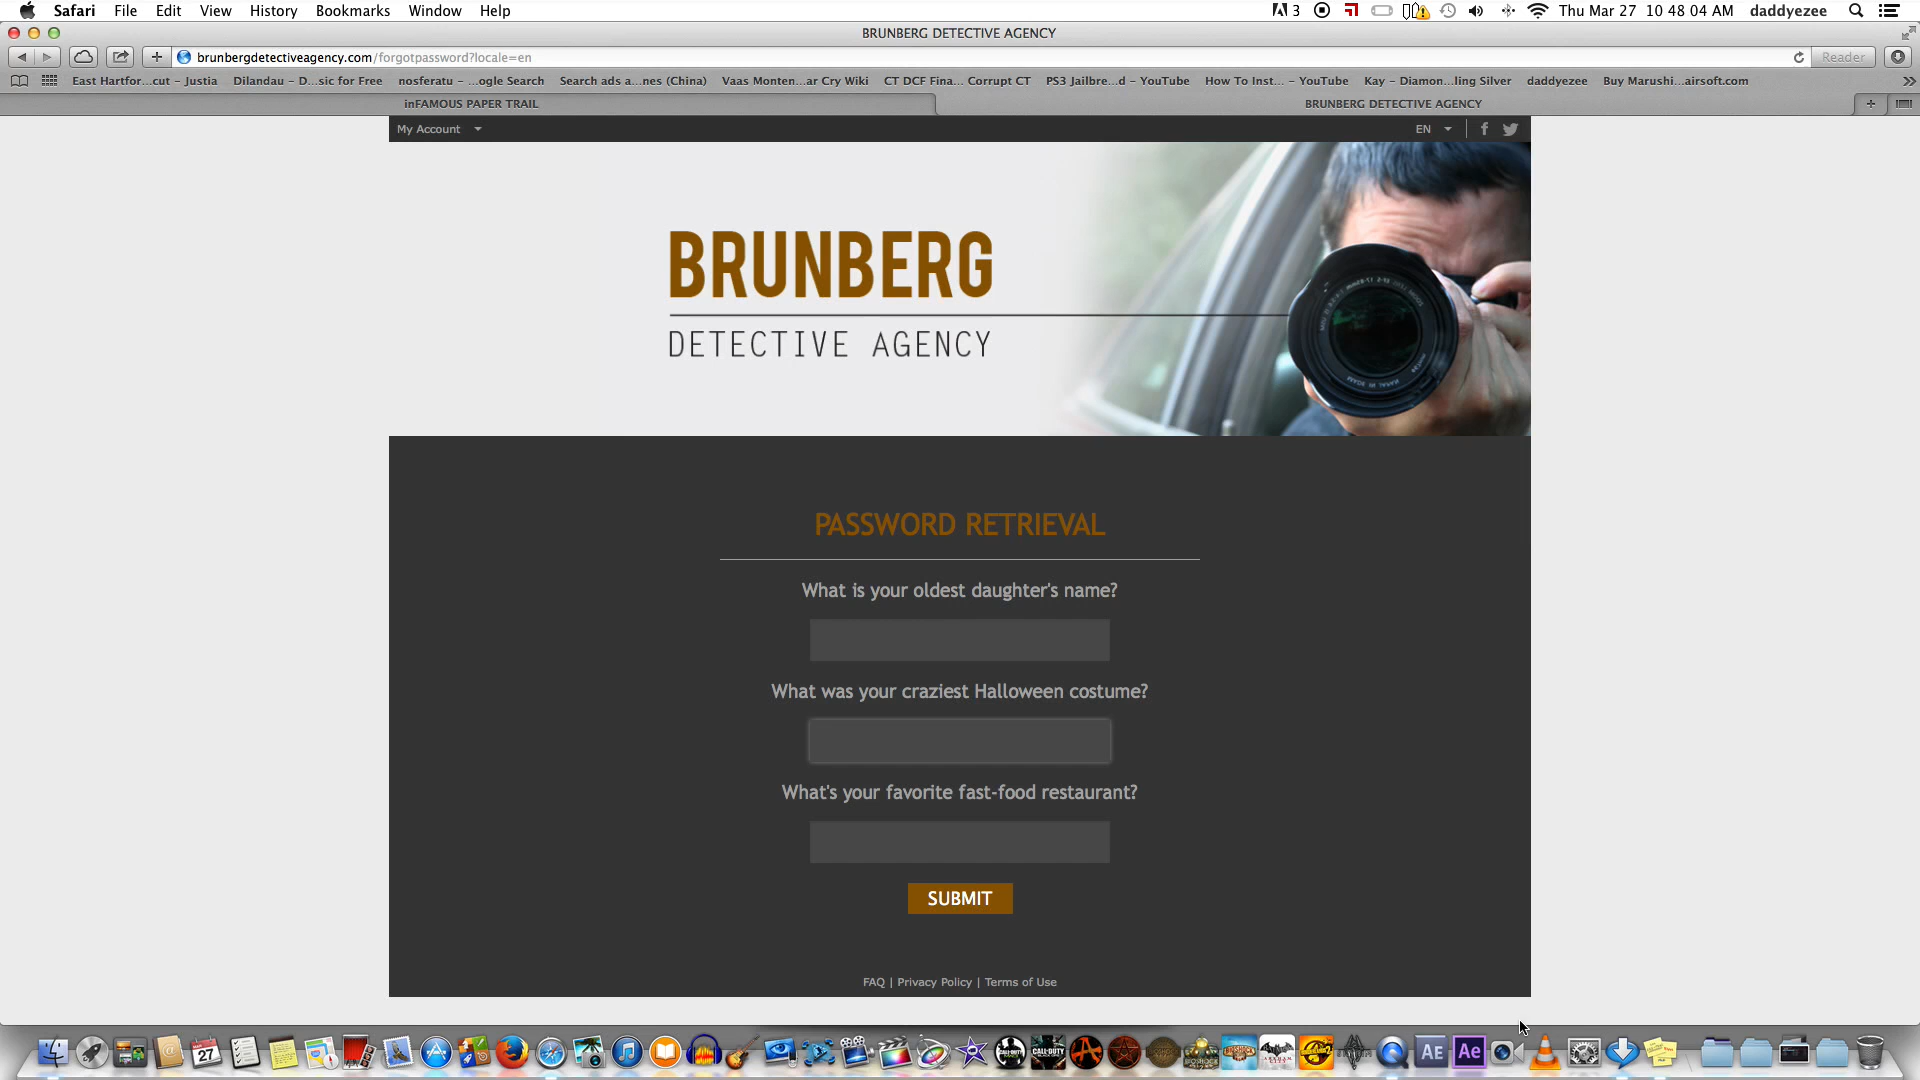 Safari File Edit View History Bookmarks Window Help 3 Thu Mar 27 10 48 04 AM daddyezee
BRUNBERG DETECTIVE AGENCY
brunbergdetectiveagency.com/forgotpassword?locale=en Reader
East Hartfor...cut – Justia Dilandau – D...sic for Free nosferatu – ...ogle Search Search ads a...nes (China) Vaas Monten...ar Cry Wiki CT DCF Fina... Corrupt CT PS3 Jailbre...d – YouTube How To Inst... – YouTube Kay – Diamon...ling Silver daddyezee Buy Marushi...airsoft.com
inFAMOUS PAPER TRAIL BRUNBERG DETECTIVE AGENCY
My Account EN
BRUNBERG
DETECTIVE AGENCY
PASSWORD RETRIEVAL
What is your oldest daughter's name?
What was your craziest Halloween costume?
What's your favorite fast-food restaurant?
SUBMIT
FAQ | Privacy Policy | Terms of Use
27 Ae Ae